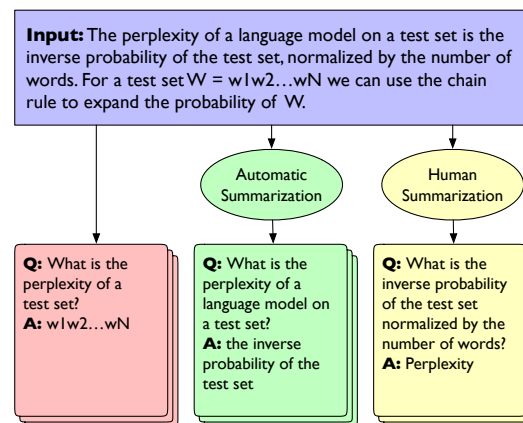 Input: The perplexity of a language model on a test set is the
inverse probability of the test set, normalized by the number of
words. For a test set W = w1w2…wN we can use the chain
rule to expand the probability of W.
Automatic
Summarization
Human
Summarization
Q: What is the
perplexity of a
test set?
A: w1w2…wN
Q: What is the
perplexity of a
language model on
a test set?
A: the inverse
probability of the
test set
Q: What is the
inverse probability
of the test set
normalized by the
number of words?
A: Perplexity